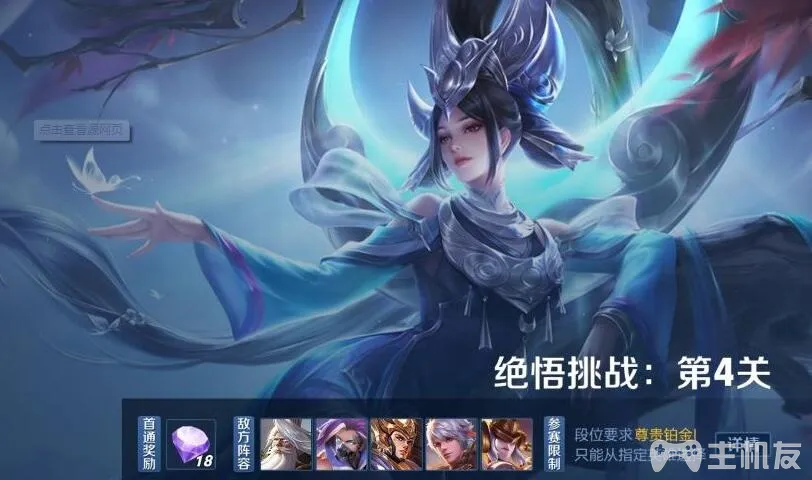 点击查看源网页
绝悟挑战：第4关
首通奖励
18
敌方阵容
参赛限制
段位要求尊贵铂金I
只能从指定
详情
主机友